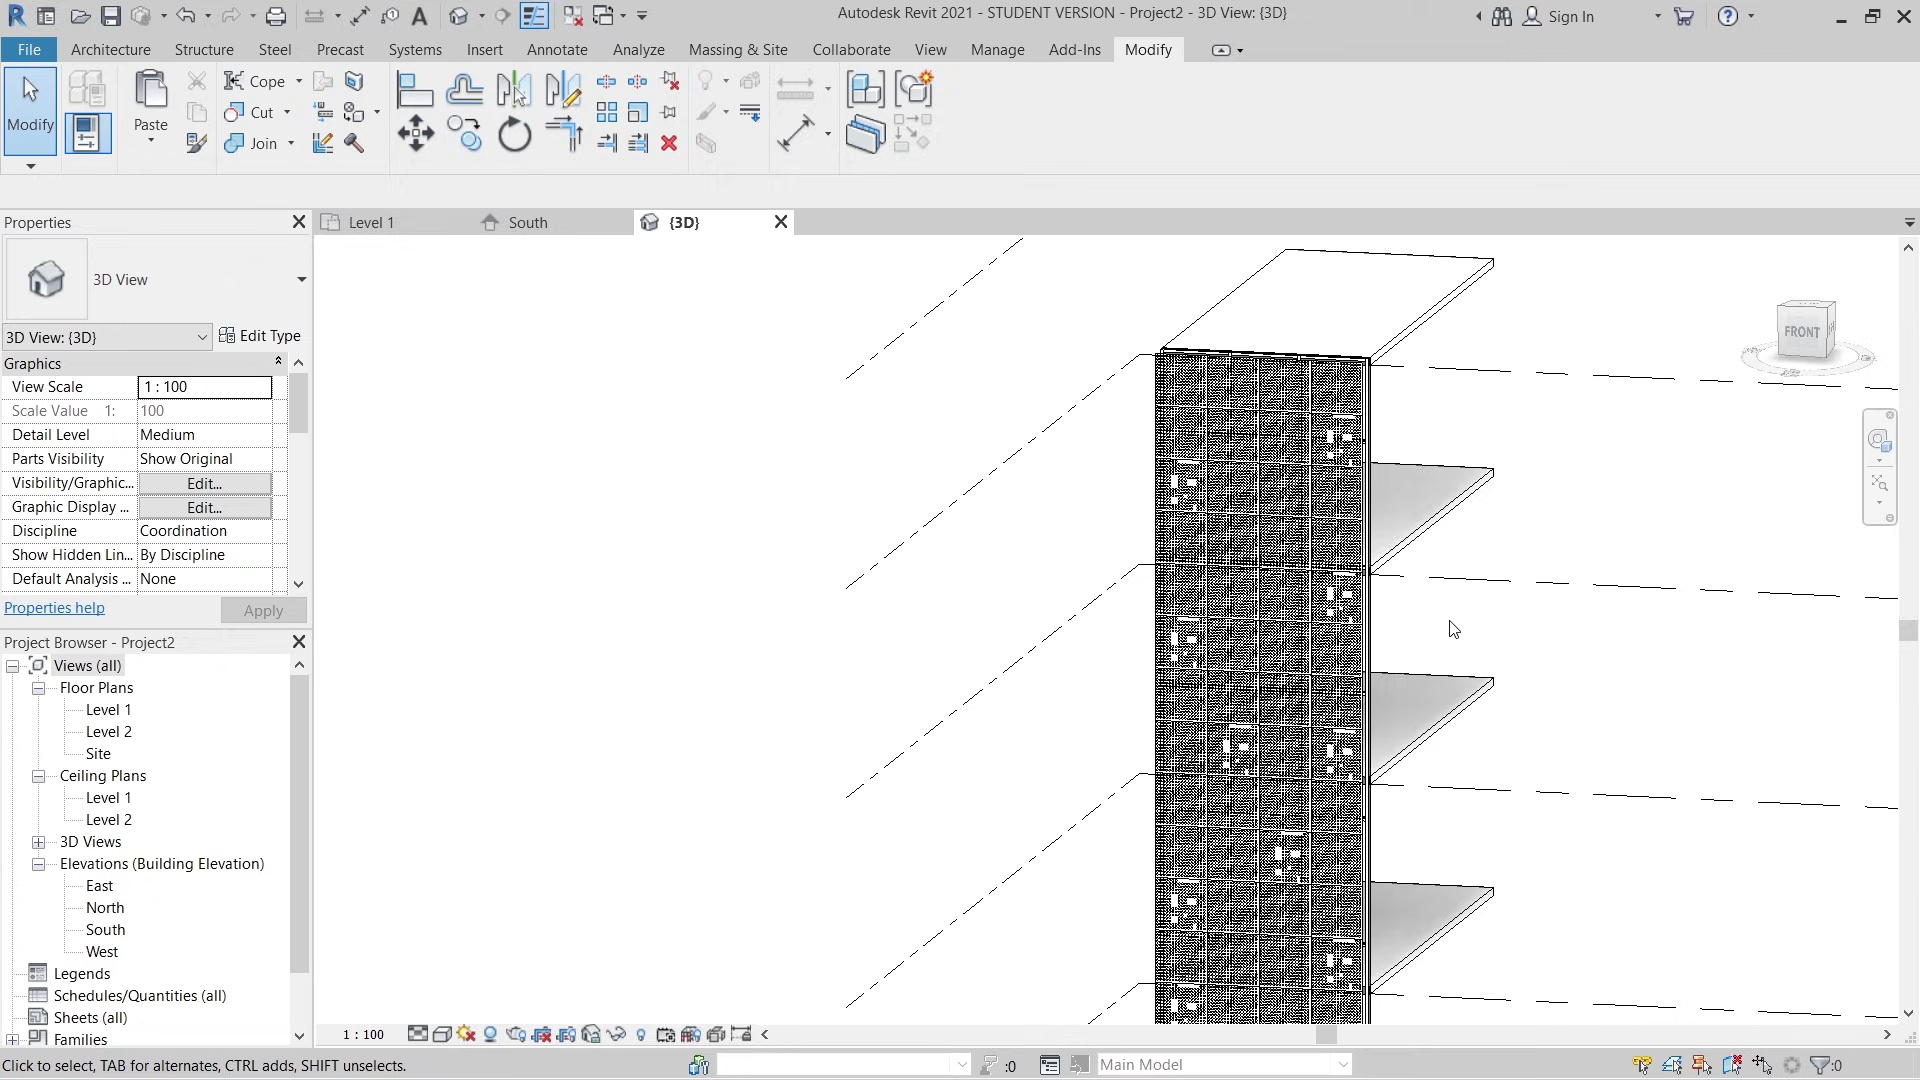 Autodesk Revit 2021 - STUDENT VERSION - Project2 - 3D View: {3D}
Sign In
File Architecture Structure Steel Precast Systems Insert Annotate Analyze Massing & Site Collaborate View Manage Add-Ins Modify
Modify
Paste
Cope
Cut
Join
Properties
Level 1
South
{3D}
3D View
3D View: {3D}
Edit Type
Graphics
View Scale 1 : 100
Scale Value 1: 100
Detail Level Medium
Parts Visibility Show Original
Visibility/Graphic... Edit...
Graphic Display ... Edit...
Discipline Coordination
Show Hidden Lin... By Discipline
Default Analysis ... None
Properties help
Apply
FRONT
Project Browser - Project2
Views (all)
Floor Plans
Level 1
Level 2
Site
Ceiling Plans
Level 1
Level 2
3D Views
Elevations (Building Elevation)
East
North
South
West
Legends
Schedules/Quantities (all)
Sheets (all)
Families
1 : 100
Click to select, TAB for alternates, CTRL adds, SHIFT unselects.
:0
Main Model
:0